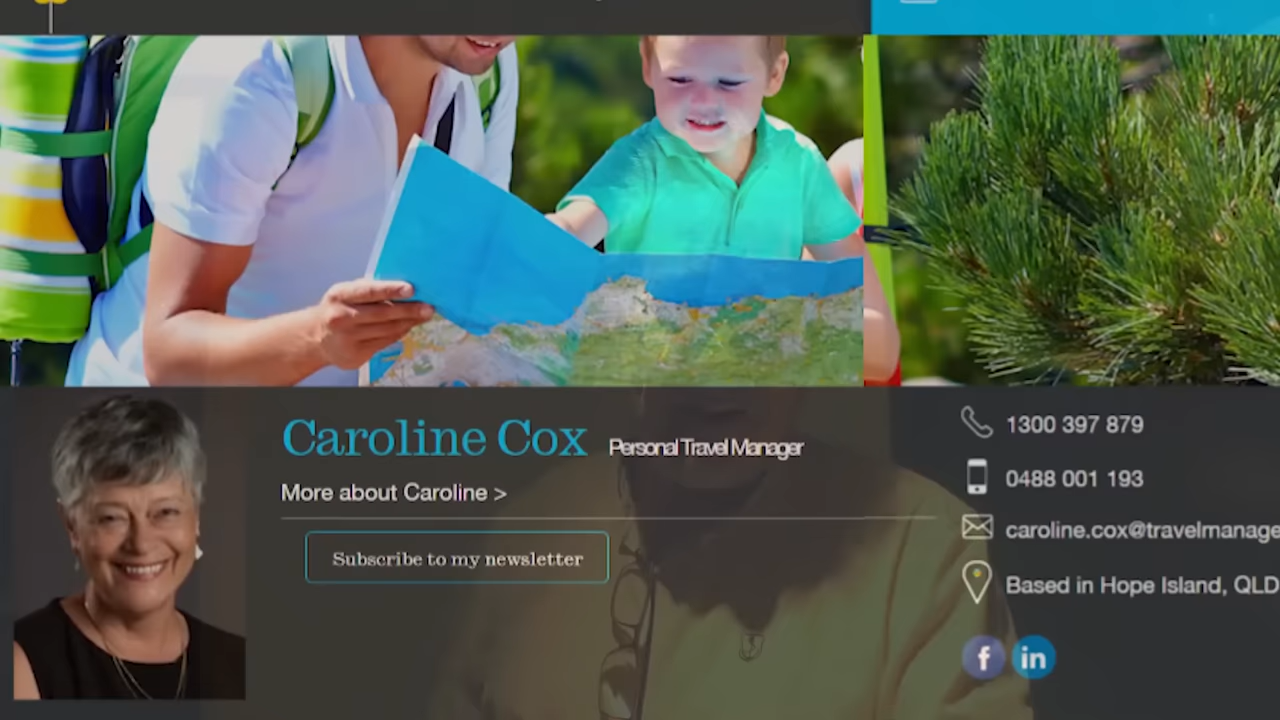 Caroline Cox Personal Travel Manager
More about Caroline >
Subscribe to my newsletter
1300 397 879
0488 001 193
caroline.cox@travelmanage
Based in Hope Island, QLD
f
in